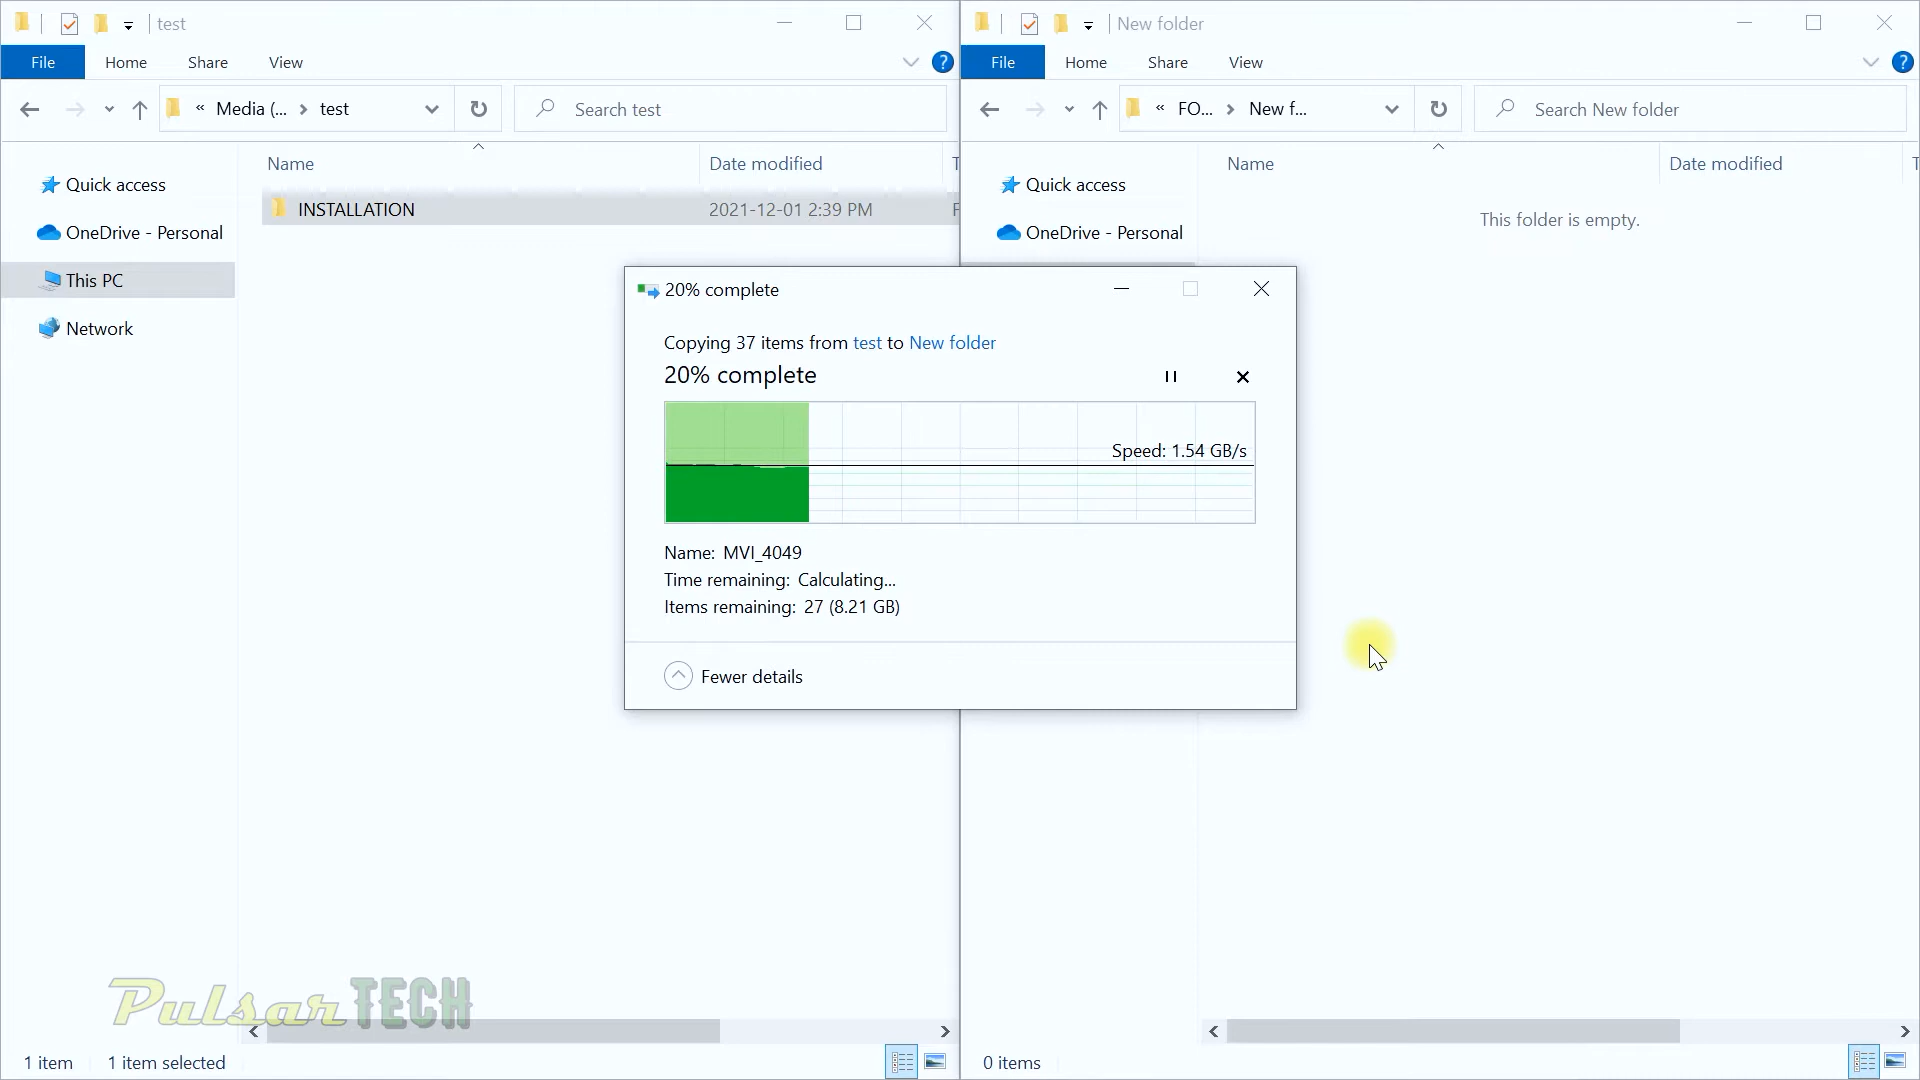 test
File Home Share View
« Media (... test
Search test
Name Date modified T
Quick access
INSTALLATION 2021-12-01 2:39 PM F
OneDrive - Personal
This PC
Network
1 item 1 item selected
New folder
File Home Share View
« FO... New f...
Search New folder
Name Date modified T
Quick access
This folder is empty.
OneDrive - Personal
0 items
20% complete
Copying 37 items from test to New folder
20% complete
Speed: 1.54 GB/s
Name: MVI_4049
Time remaining: Calculating...
Items remaining: 27 (8.21 GB)
Fewer details
PulsarTECH